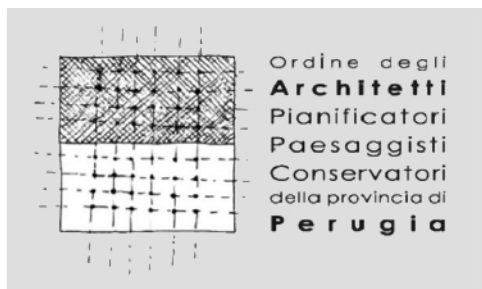 Ordine degli
Architetti
Pianificatori
Paesaggisti
Conservatori
della provincia di
Perugia